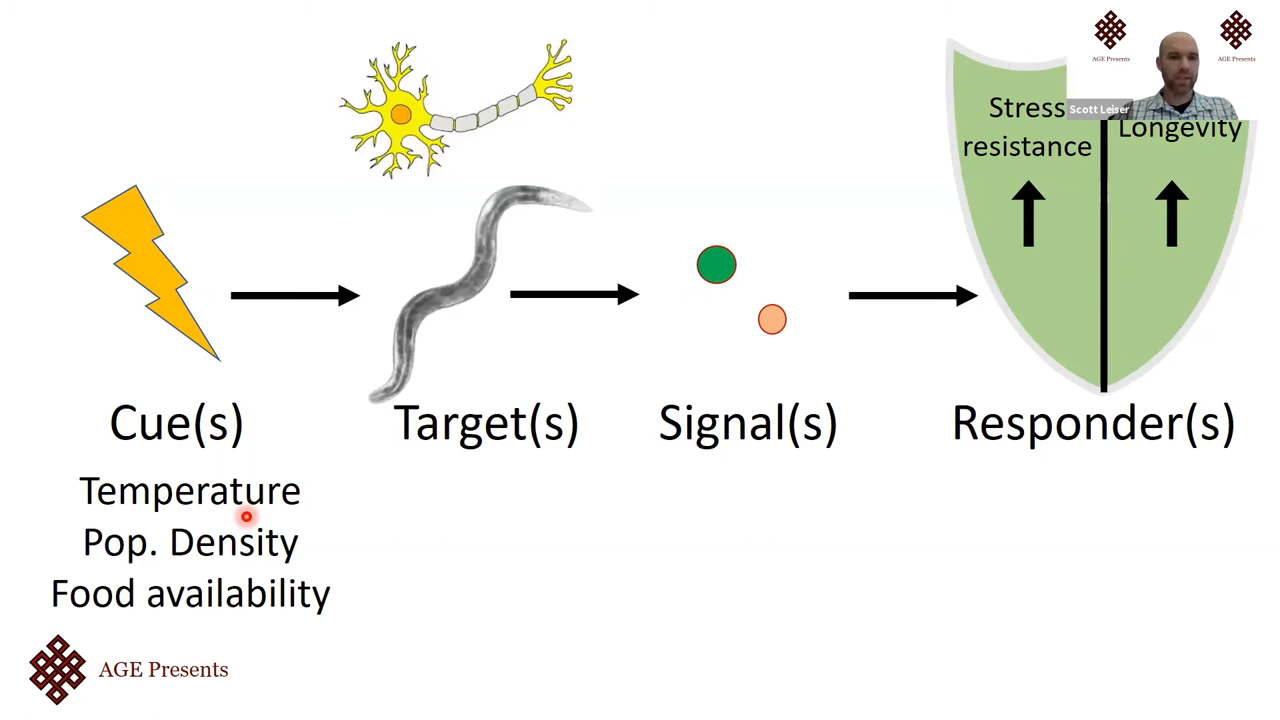 AGE Presents
AGE Presents
Scott Leiser
Stress
resistance
Longevity
Cue(s)
Target(s)
Signal(s)
Responder(s)
Temperature
Pop. Density
Food availability
AGE Presents